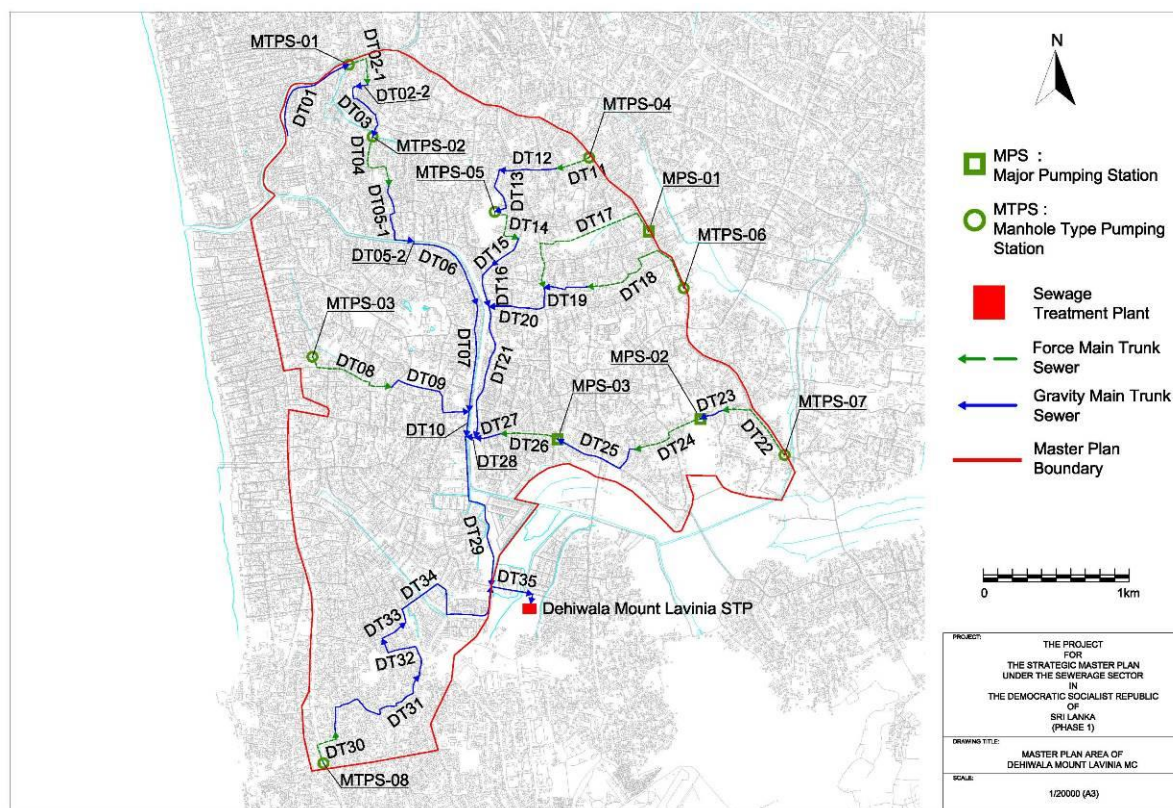 MTPS-01
DT02-1
DT01
DT02-2
DT03
MTPS-02
DT04
MTPS-04
DT12
DT11
MTPS-05
DT13
MPS-01
DT17
DT14
DT05-1
DT15
MTPS-06
DT05-2
DT06
DT16
DT18
DT19
DT20
MTPS-03
DT07
DT21
DT08
DT09
MPS-02
MPS-03
DT23
MTPS-07
DT10
DT27
DT26
DT22
DT28
DT25
DT24
DT29
DT35
DT34
Dehiwala Mount Lavinia STP
DT33
DT32
DT31
DT30
MTPS-08
N
MPS :
Major Pumping Station
MTPS :
Manhole Type Pumping
Station
Sewage
Treatment Plant
Force Main Trunk
Sewer
Gravity Main Trunk
Sewer
Master Plan
Boundary
0 1km
PROJECT:
THE PROJECT
FOR
THE STRATEGIC MASTER PLAN
UNDER THE SEWERAGE SECTOR
IN
THE DEMOCRATIC SOCIALIST REPUBLIC
OF
SRI LANKA
(PHASE 1)
DRAWING TITLE:
MASTER PLAN AREA OF
DEHIWALA MOUNT LAVINIA MC
SCALE:
1/20000 (A3)